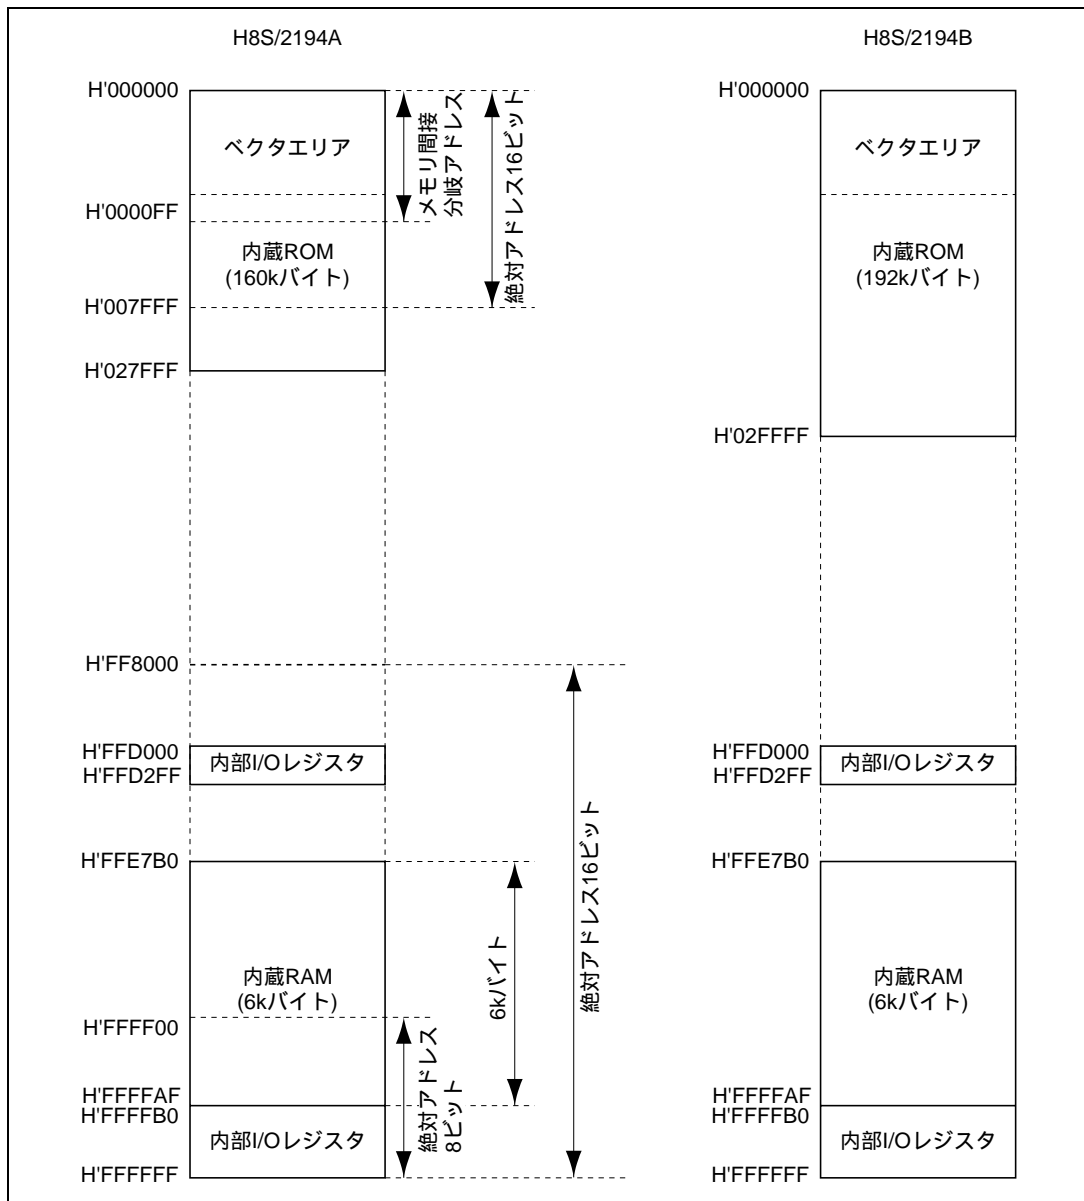 H8S/2194A
H'000000
ベクタエリア
H'0000FF
内蔵ROM
(160kバイト)
H'007FFF
H'027FFF
メモリ間接
分岐アドレス
絶対アドレス16ビット
H'FF8000
H'FFD000
内部I/Oレジスタ
H'FFD2FF
H'FFE7B0
内蔵RAM
(6kバイト)
H'FFFF00
H'FFFFAF
H'FFFFB0
内部I/Oレジスタ
H'FFFFFF
絶対アドレス
8ビット
6kバイト
絶対アドレス16ビット
H8S/2194B
H'000000
ベクタエリア
内蔵ROM
(192kバイト)
H'02FFFF
H'FFD000
内部I/Oレジスタ
H'FFD2FF
H'FFE7B0
内蔵RAM
(6kバイト)
H'FFFFAF
H'FFFFB0
内部I/Oレジスタ
H'FFFFFF